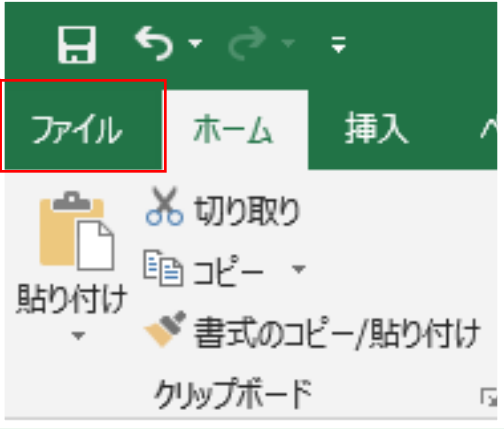 ファイル ホーム 挿入
切り取り
コピー
貼り付け
書式のコピー/貼り付け
クリップボード